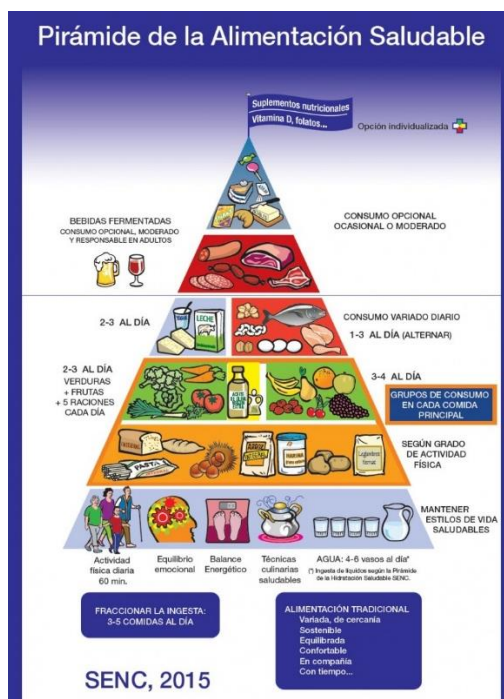 Pirámide de la Alimentación Saludable
Suplementos nutricionales
Vitamina D, folatos...
Opción individualizada
BEBIDAS FERMENTADAS
CONSUMO OPCIONAL, MODERADO
Y RESPONSABLE EN ADULTOS
CONSUMO OPCIONAL
OCASIONAL O MODERADO
2-3 AL DÍA
LECHE
CONSUMO VARIADO DIARIO
1-3 AL DÍA (ALTERNAR)
2-3 AL DÍA
VERDURAS
+ FRUTAS
+ 5 RACIONES
CADA DÍA
3-4 AL DÍA
GRUPOS DE CONSUMO
EN CADA COMIDA
PRINCIPAL
PASTA
SEGÚN GRADO
DE ACTIVIDAD
FÍSICA
MANTENER
ESTILOS DE VIDA
SALUDABLES
Actividad
física diaria
60 min.
Equilibrio
emocional
Balance
Energético
Técnicas
culinarias
saludables
AGUA: 4-6 vasos al día*
(*) Ingesta de líquidos según la Pirámide
de la Hidratación Saludable SENC.
FRACCIONAR LA INGESTA:
3-5 COMIDAS AL DÍA
ALIMENTACIÓN TRADICIONAL
Variada, de cercanía
Sostenible
Equilibrada
Confortable
En compañía
Con tiempo...
SENC, 2015